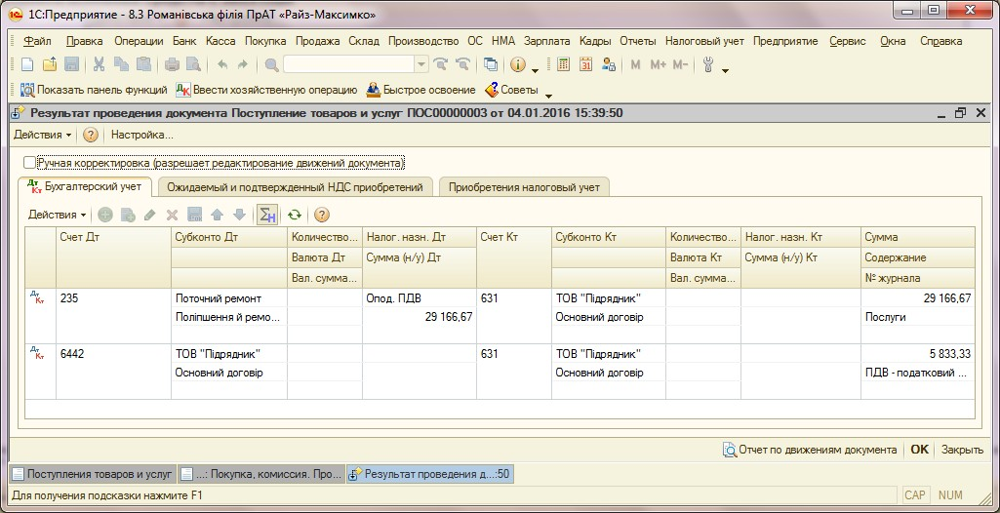 1С:Предприятие - 8.3 Романівська філія ПрАТ «Райз-Максимко»
Файл Правка Операции Банк Касса Покупка Продажа Склад Производство ОС НМА Зарплата Кадры Отчеты Налоговый учет Предприятие Сервис Окна Справка
M M+ M-
Показать панель функций Ввести хозяйственную операцию Быстрое освоение Советы
Результат проведения документа Поступление товаров и услуг ПОС00000003 от 04.01.2016 15:39:50
Действия Настройка...
Ручная корректировка (разрешает редактирование движений документа)
Бухгалтерский учет Ожидаемый и подтвержденный НДС приобретений Приобретения налоговый учет
Действия
Счет Дт Субконто Дт Количество... Налог. назн. Дт Счет Кт Субконто Кт Количество... Налог. назн. Кт Сумма
Валюта Дт Сумма (н/у) Дт Валюта Кт Сумма (н/у) Кт Содержание
Вал. сумма... Вал. сумма... № журнала
Дт Кт 235 Поточний ремонт Опод. ПДВ 631 ТОВ "Підрядник" 29 166,67
Поліпшення й ремо... 29 166,67 Основний договір Послуги
Дт Кт 6442 ТОВ "Підрядник" 631 ТОВ "Підрядник" 5 833,33
Основний договір Основний договір ПДВ - податковий ...
Отчет по движениям документа OK Закрыть
Поступления товаров и услуг ...: Покупка, комиссия. Про... Результат проведения д...:50
Для получения подсказки нажмите F1 CAP NUM